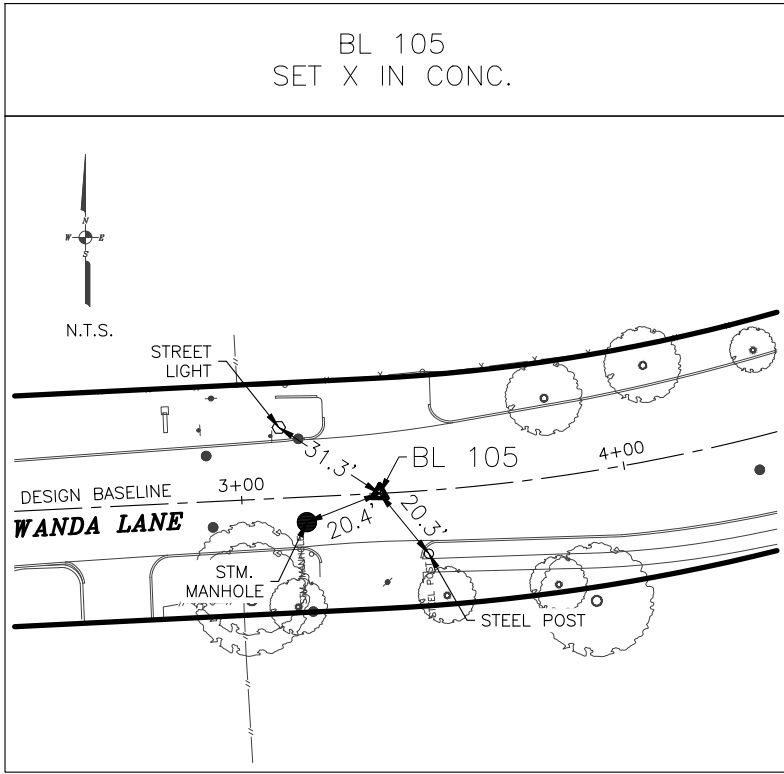 BL 105
SET X IN CONC.
N
W E
S
N.T.S.
STREET
LIGHT
31.3'
BL 105
4+00
3+00
DESIGN BASELINE
20.4'
20.3'
WANDA LANE
STM.
MANHOLE
STEEL POST
STEEL POST